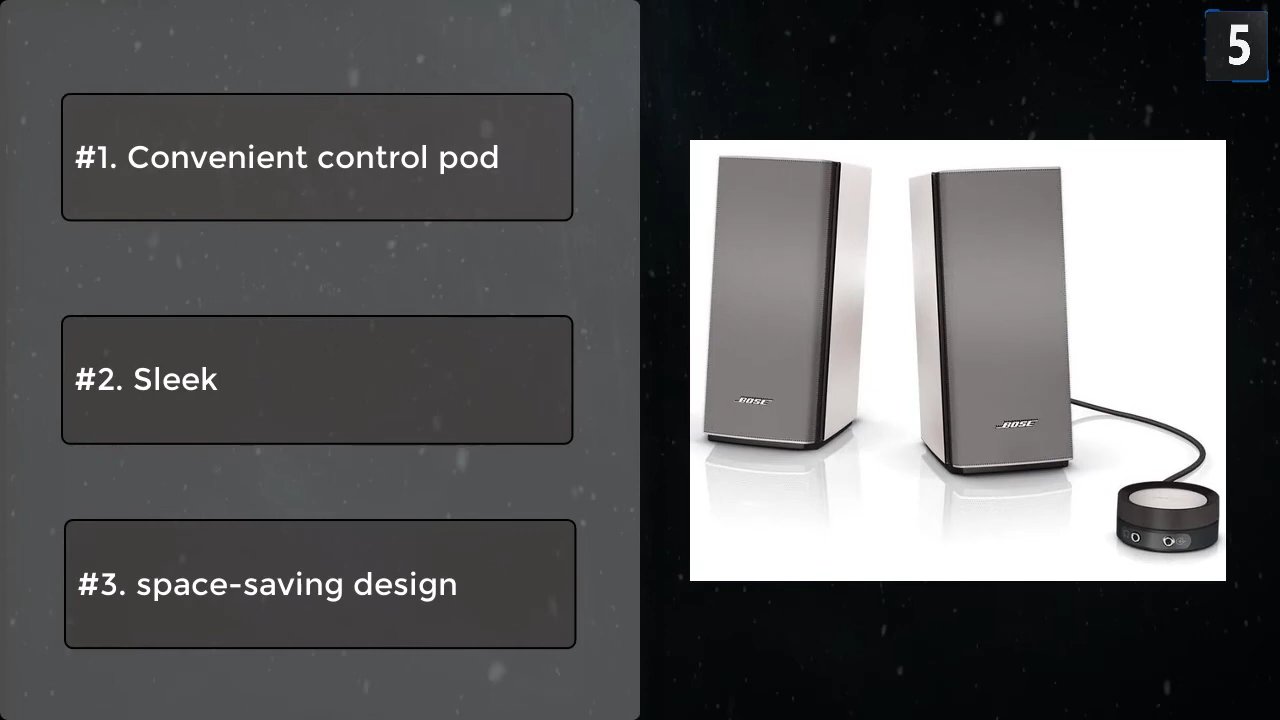 5
#1. Convenient control pod
#2. Sleek
#3. space-saving design
BOSE
BOSE